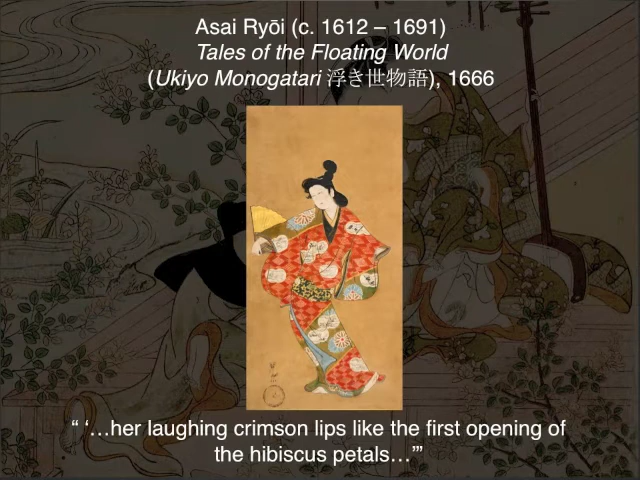 Asai Ryōi (c. 1612 – 1691)
Tales of the Floating World
(Ukiyo Monogatari 浮き世物語), 1666
“ ‘…her laughing crimson lips like the first opening of
the hibiscus petals…’”